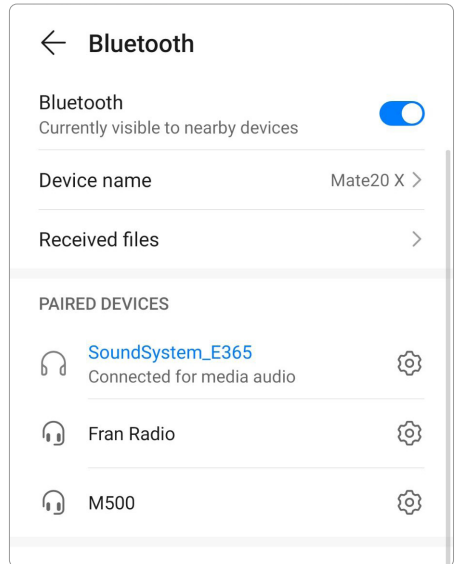 Bluetooth
Bluetooth
Currently visible to nearby devices
Device name
Mate20 X
Received files
PAIRED DEVICES
SoundSystem_E365
Connected for media audio
Fran Radio
M500